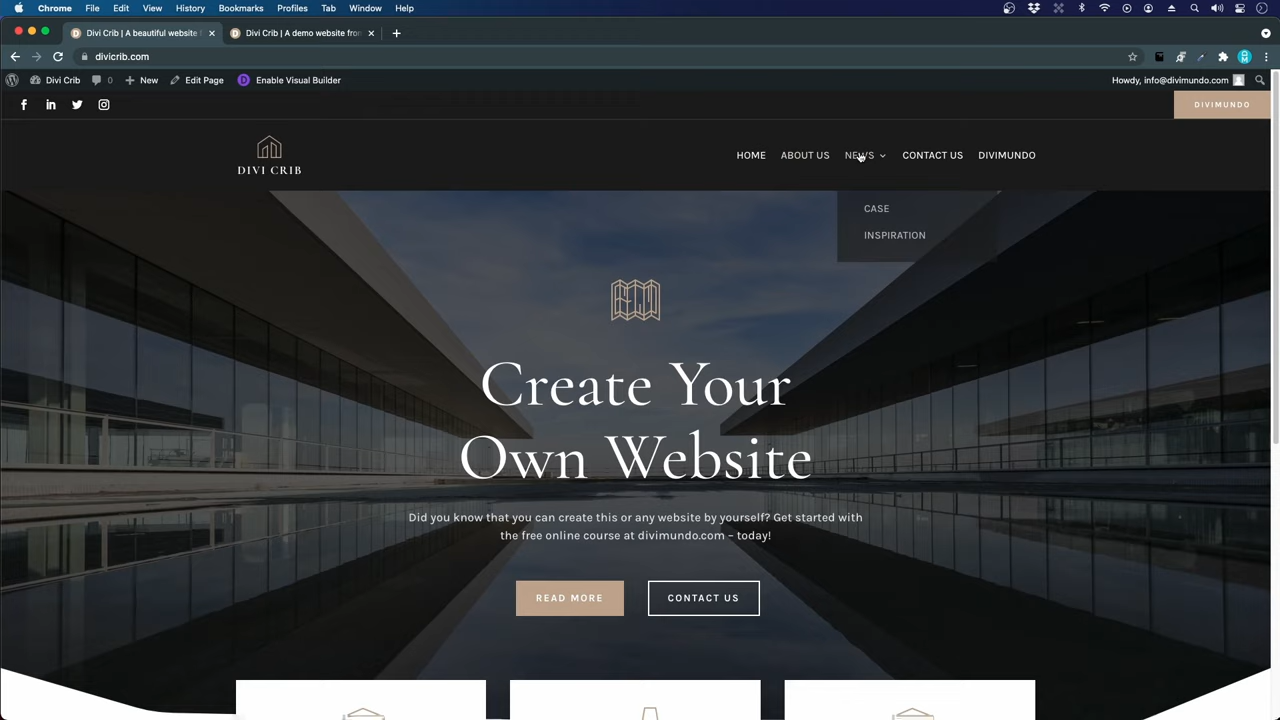 Chrome File Edit View History Bookmarks Profiles Tab Window Help
Divi Crib | A beautiful website
Divi Crib | A demo website from
divicrib.com
Divi Crib 0 New Edit Page Enable Visual Builder Howdy, info@divimundo.com
DIVIMUNDO
DIVI CRIB
HOME ABOUT US NEWS CONTACT US DIVIMUNDO
CASE
INSPIRATION
Create Your
Own Website
Did you know that you can create this or any website by yourself? Get started with
the free online course at divimundo.com – today!
READ MORE CONTACT US